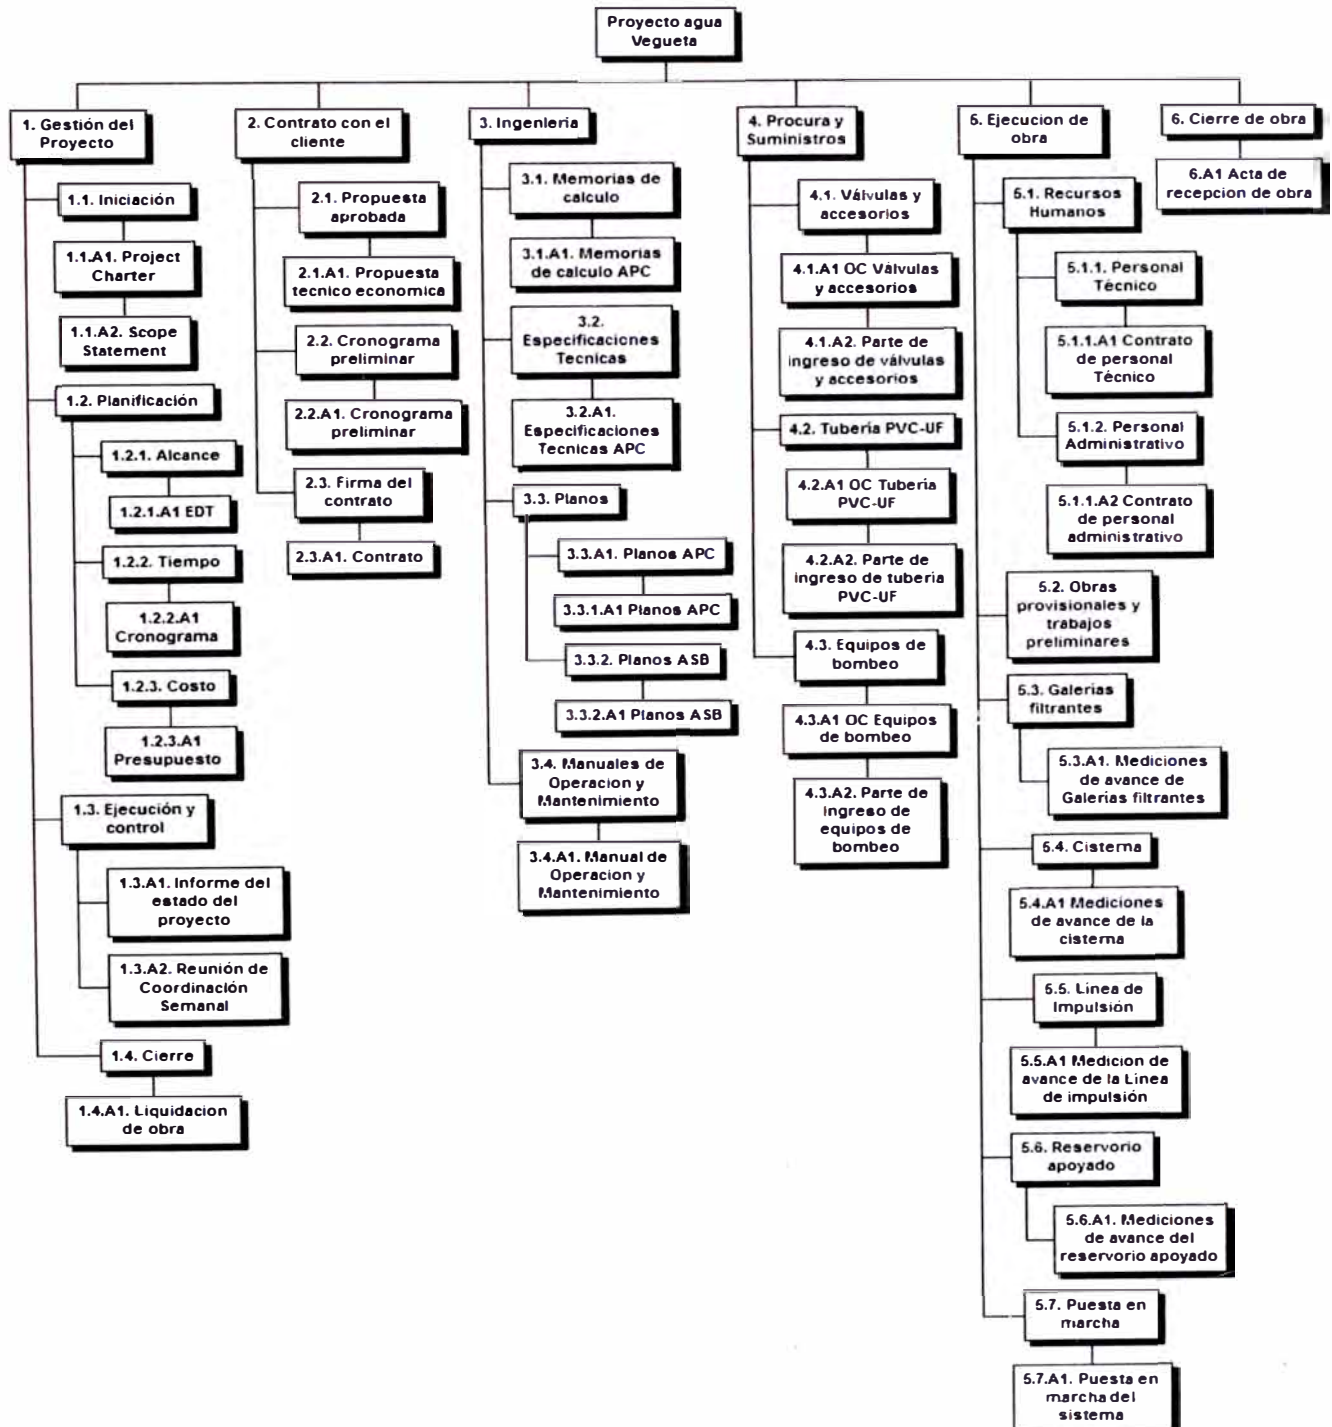 Proyecto agua
Vegueta
1. Gestión del
Proyecto
1.1. Iniciación
1.1.A1. Project
Charter
1.1.A2. Scope
Statement
1.2. Planificación
1.2.1. Alcance
1.2.1.A1 EDT
1.2.2. Tiempo
1.2.2.A1
Cronograma
1.2.3. Costo
1.2.3.A1
Presupuesto
1.3. Ejecución y
control
1.3.A1. Informe del
estado del
proyecto
1.3.A2. Reunión de
Coordinación
Semanal
1.4. Cierre
1.4.A1. Liquidacion
de obra
2. Contrato con el
cliente
2.1. Propuesta
aprobada
2.1.A1. Propuesta
tecnico economica
2.2. Cronograma
preliminar
2.2.A1. Cronograma
preliminar
2.3. Firma del
contrato
2.3.A1. Contrato
3. Ingeniería
3.1. Memorias de
calculo
3.1.A1. Memorias
de calculo APC
3.2.
Especificaciones
Tecnicas
3.2.A1.
Especificaciones
Tecnicas APC
3.3. Planos
3.3.A1. Planos APC
3.3.1.A1 Planos APC
3.3.2. Planos ASB
3.3.2.A1 Planos ASB
3.4. Manuales de
Operacion y
Mantenimiento
3.4.A1. Manual de
Operacion y
Mantenimiento
4. Procura y
Suministros
4.1. Válvulas y
accesorios
4.1.A1 OC Válvulas
y accesorios
4.1.A2. Parte de
ingreso de válvulas
y accesorios
4.2. Tubería PVC-UF
4.2.A1 OC Tubería
PVC-UF
4.2.A2. Parte de
ingreso de tubería
PVC-UF
4.3. Equipos de
bombeo
4.3.A1 OC Equipos
de bombeo
4.3.A2. Parte de
ingreso de
equipos de
bombeo
5. Ejecucion de
obra
5.1. Recursos
Humanos
5.1.1. Personal
Técnico
5.1.1.A1 Contrato
de personal
Técnico
5.1.2. Personal
Administrativo
5.1.1.A2 Contrato
de personal
administrativo
5.2. Obras
provisionales y
trabajos
preliminares
5.3. Galerías
filtrantes
5.3.A1. Mediciones
de avance de
Galerías filtrantes
5.4. Cisterna
5.4.A1 Mediciones
de avance de la
cisterna
5.5. Línea de
Impulsión
5.5.A1 Medicion de
avance de la Línea
de impulsión
5.6. Reservorio
apoyado
5.6.A1. Mediciones
de avance del
reservorio apoyado
5.7. Puesta en
marcha
5.7.A1. Puesta en
marcha del
sistema
6. Cierre de obra
6.A1 Acta de
recepcion de obra